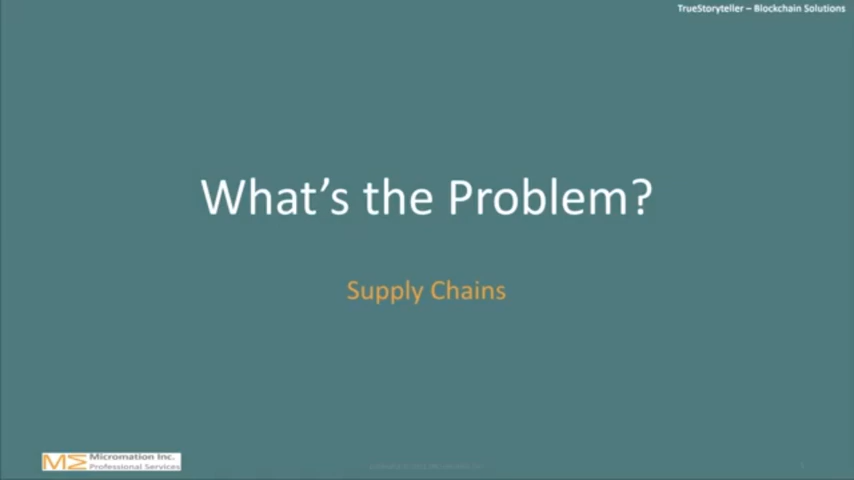 TrueStoryteller – Blockchain Solutions
What's the Problem?
Supply Chains
Micromation Inc.
Professional Services